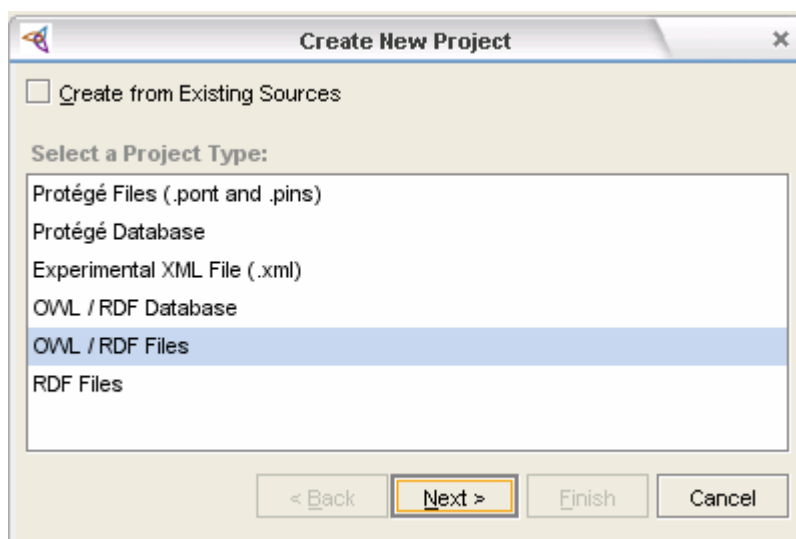 Create New Project
Create from Existing Sources
Select a Project Type:
Protégé Files (.pont and .pins)
Protégé Database
Experimental XML File (.xml)
OWL / RDF Database
OWL / RDF Files
RDF Files
< Back Next > Finish Cancel